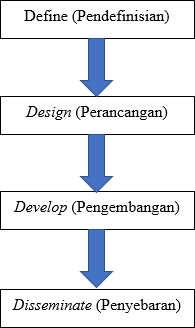 Define (Pendefinisian)
Design (Perancangan)
Develop (Pengembangan)
Disseminate (Penyebaran)